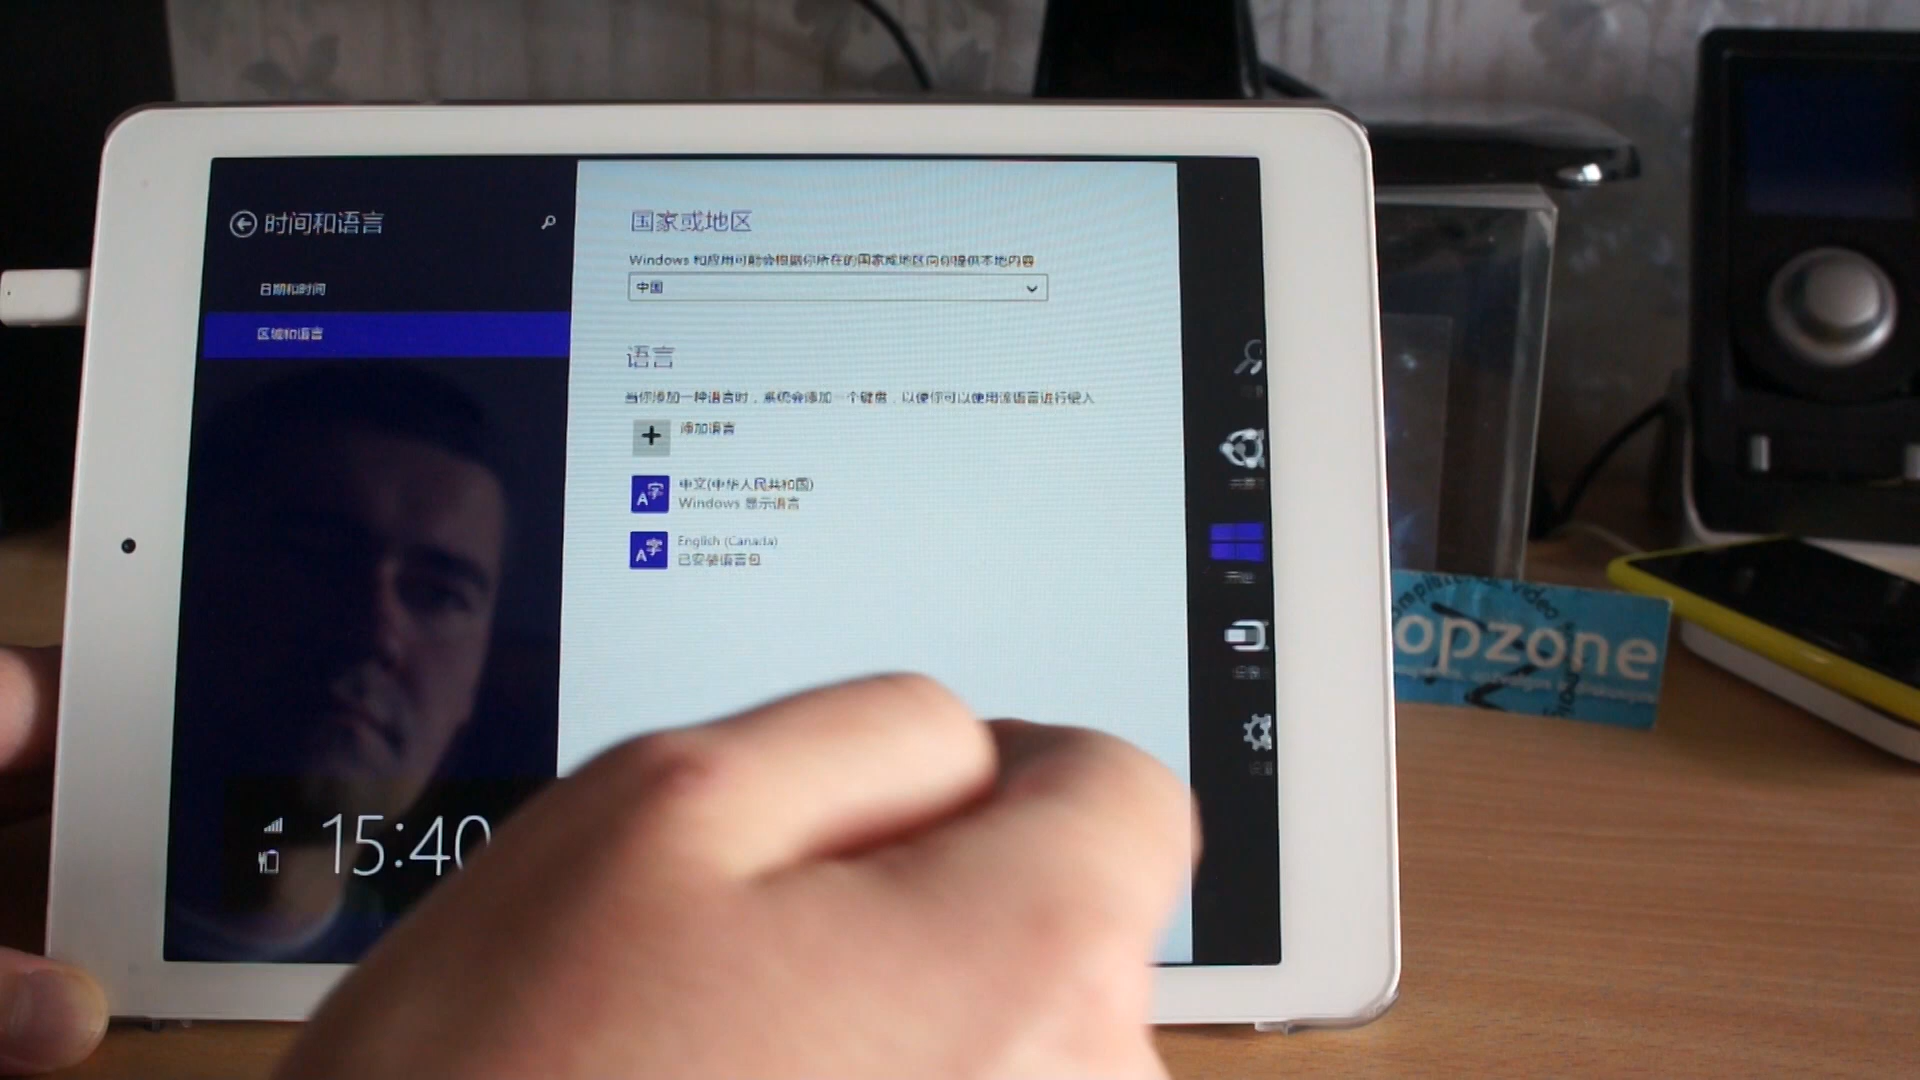 时间和语言
日期和时间
区域和语言
15:40
国家或地区
Windows 和应用可能会根据你所在的国家或地区向你提供本地内容
中国
语言
当你添加一种语言时，系统会添加一个键盘，以便你可以使用该语言进行键入
添加语言
中文(中华人民共和国)
Windows 显示语言
English (Canada)
已安装语言包
开始
opzone
video